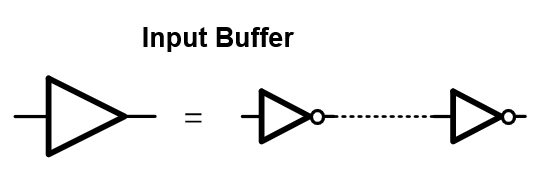 Input Buffer
=